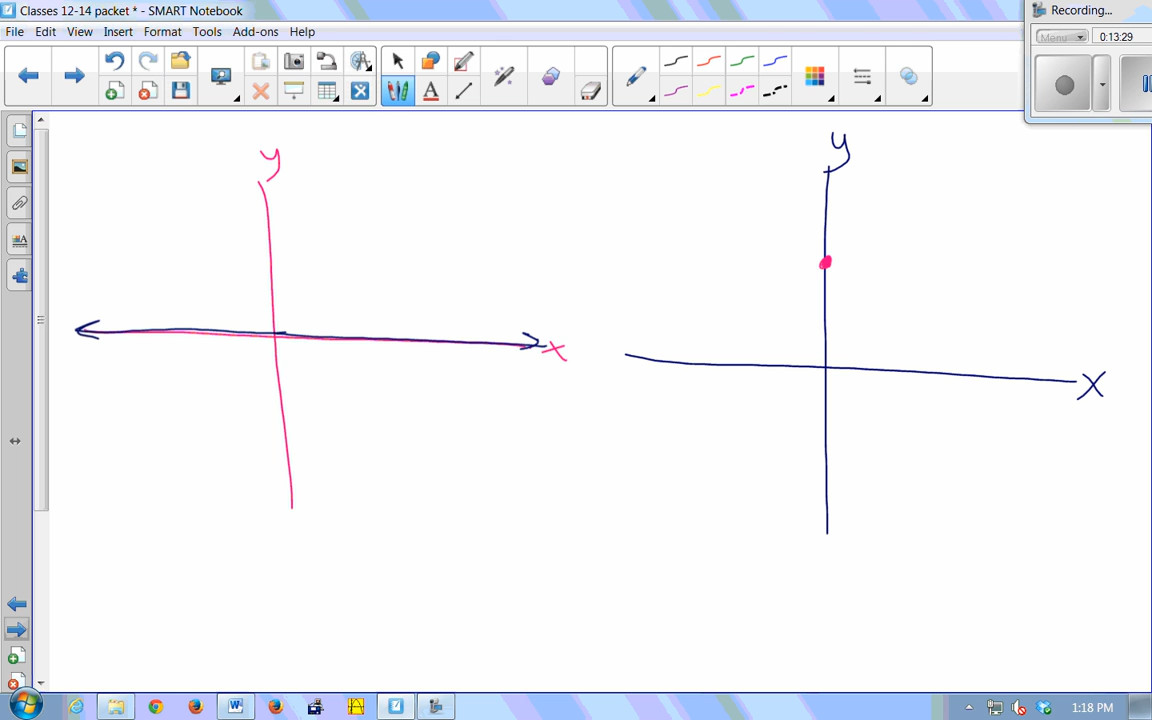 Classes 12-14 packet * - SMART Notebook
Recording...
File Edit View Insert Format Tools Add-ons Help
Menu
0:13:29
y
y
x
x
1:18 PM